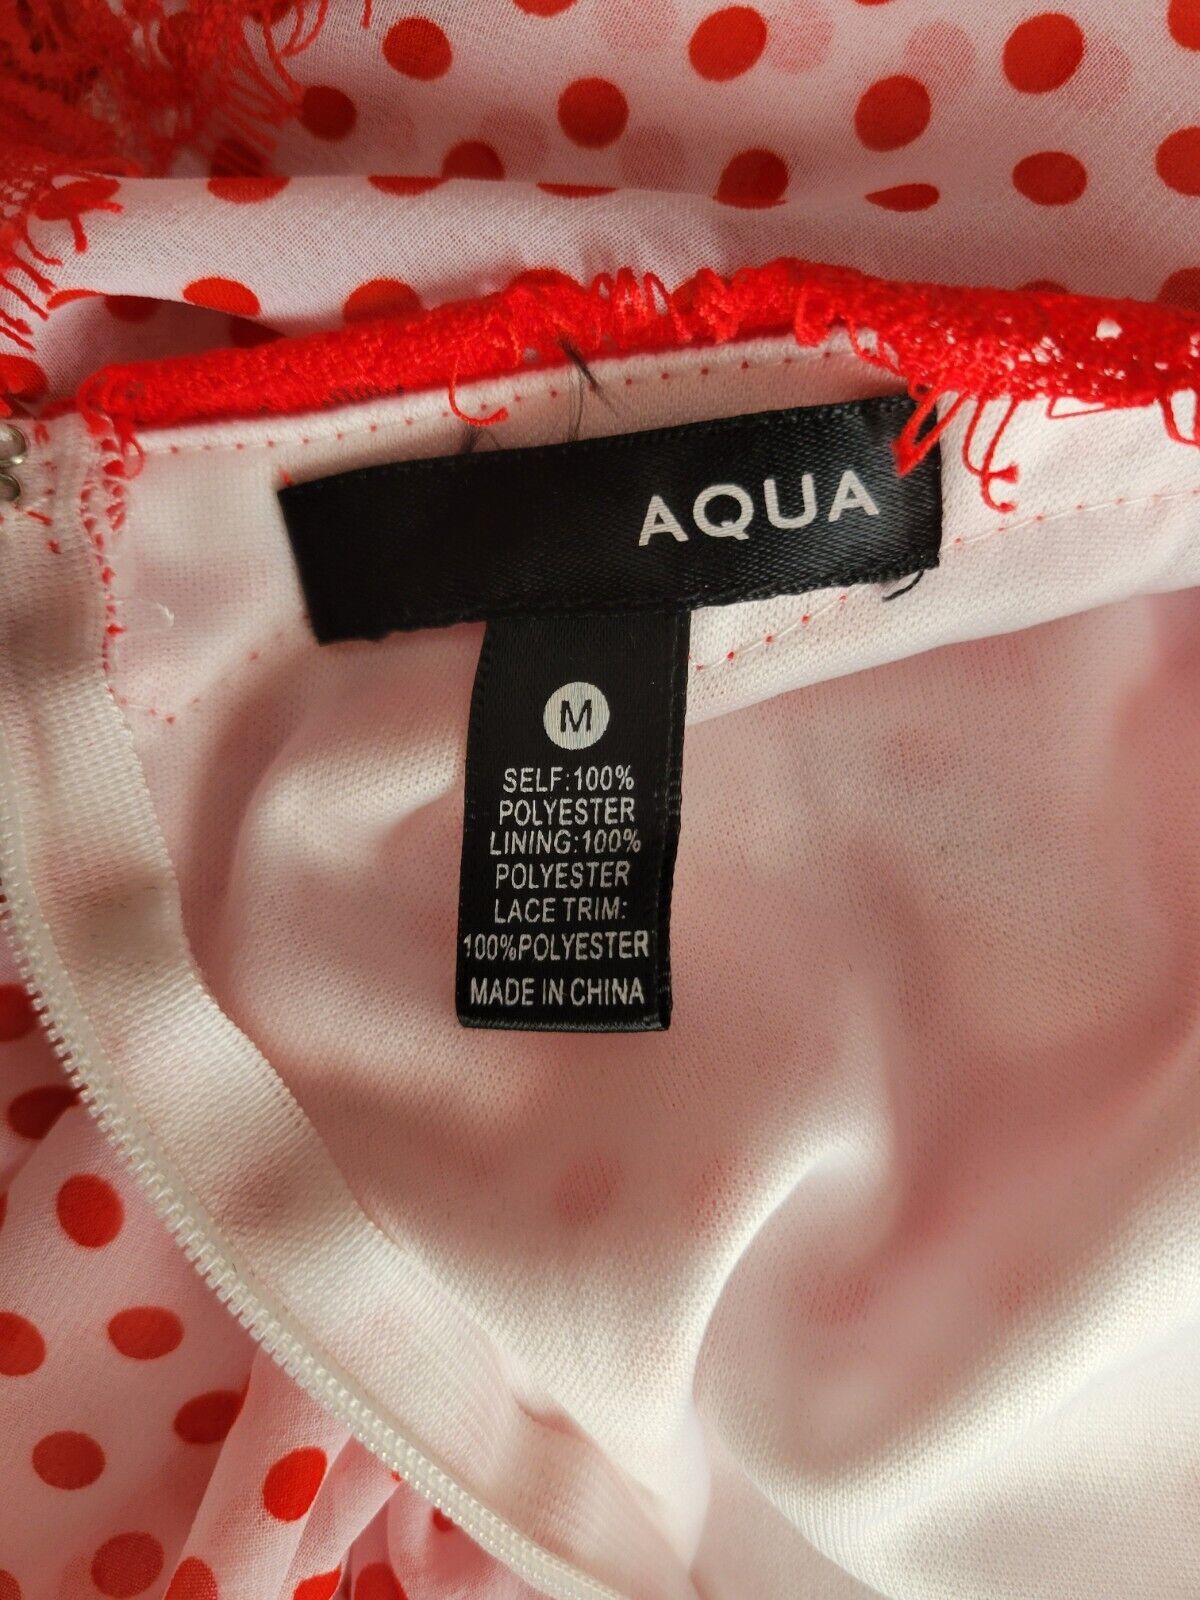 AQUA
M
SELF:100%
POLYESTER
LINING:100%
POLYESTER
LACE TRIM:
100%POLYESTER
MADE IN CHINA